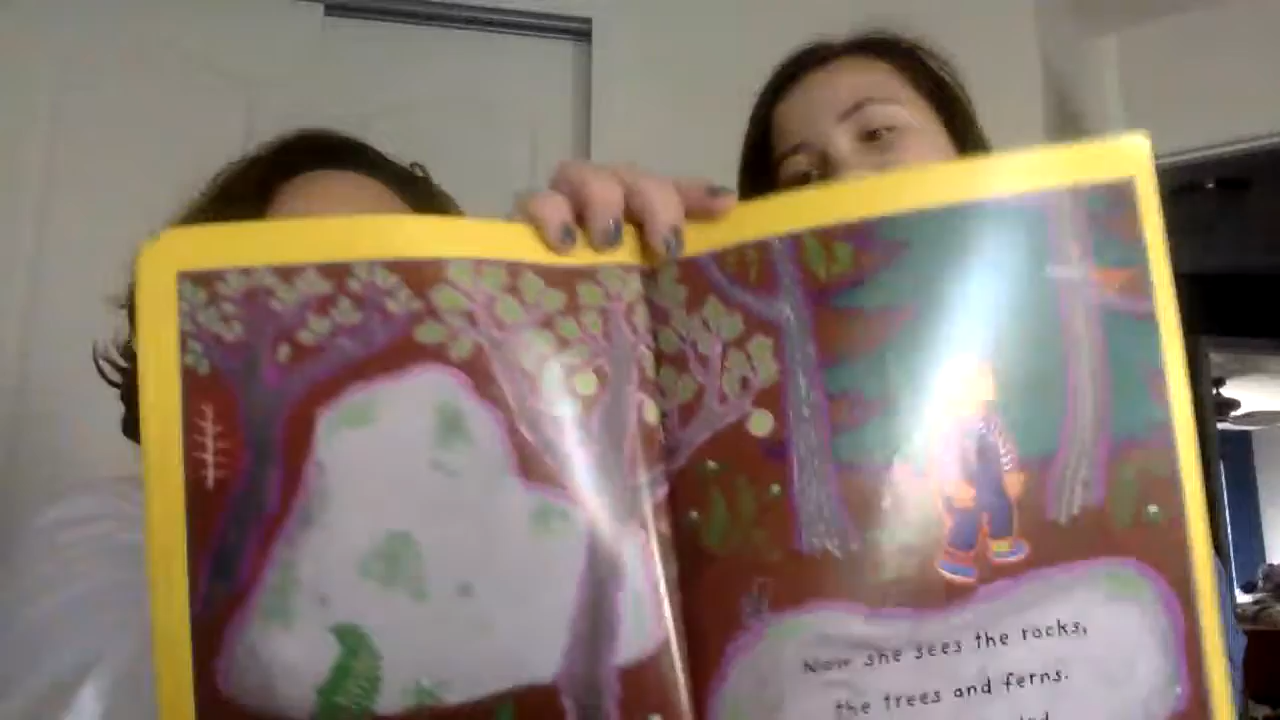 Now she sees the rocks,
the trees and ferns.